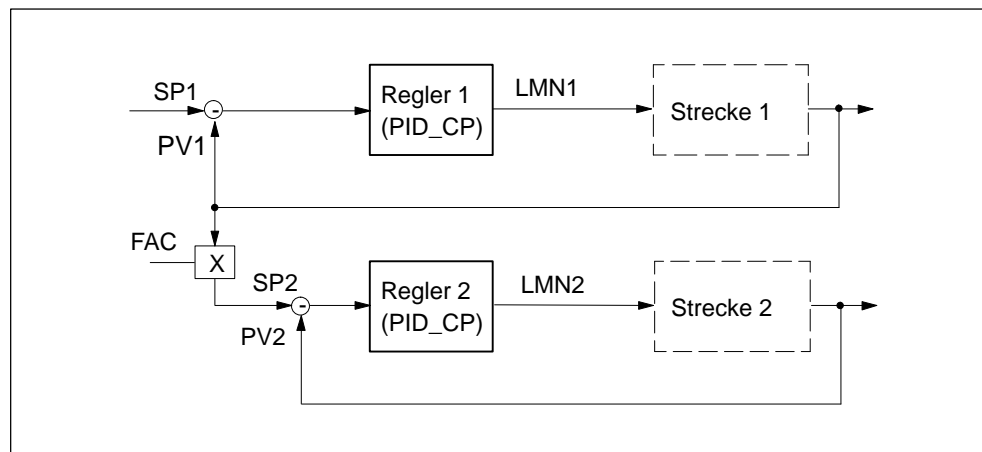 SP1
-
PV1
Regler 1
(PID_CP)
LMN1
Strecke 1
FAC
X
SP2
-
PV2
Regler 2
(PID_CP)
LMN2
Strecke 2